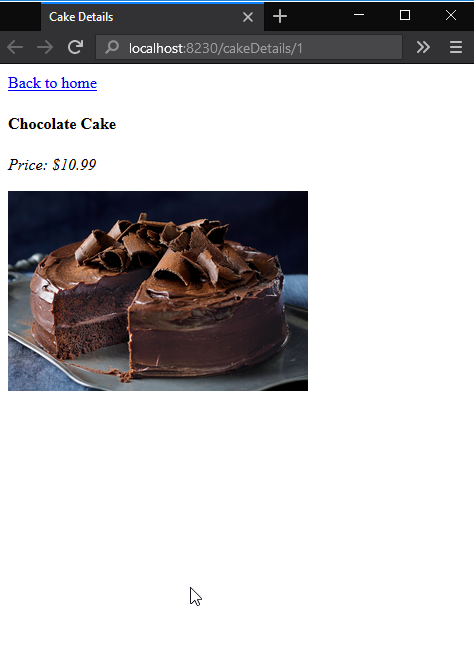 Cake Details
localhost:8230/cakeDetails/1
Back to home
Chocolate Cake
Price: $10.99